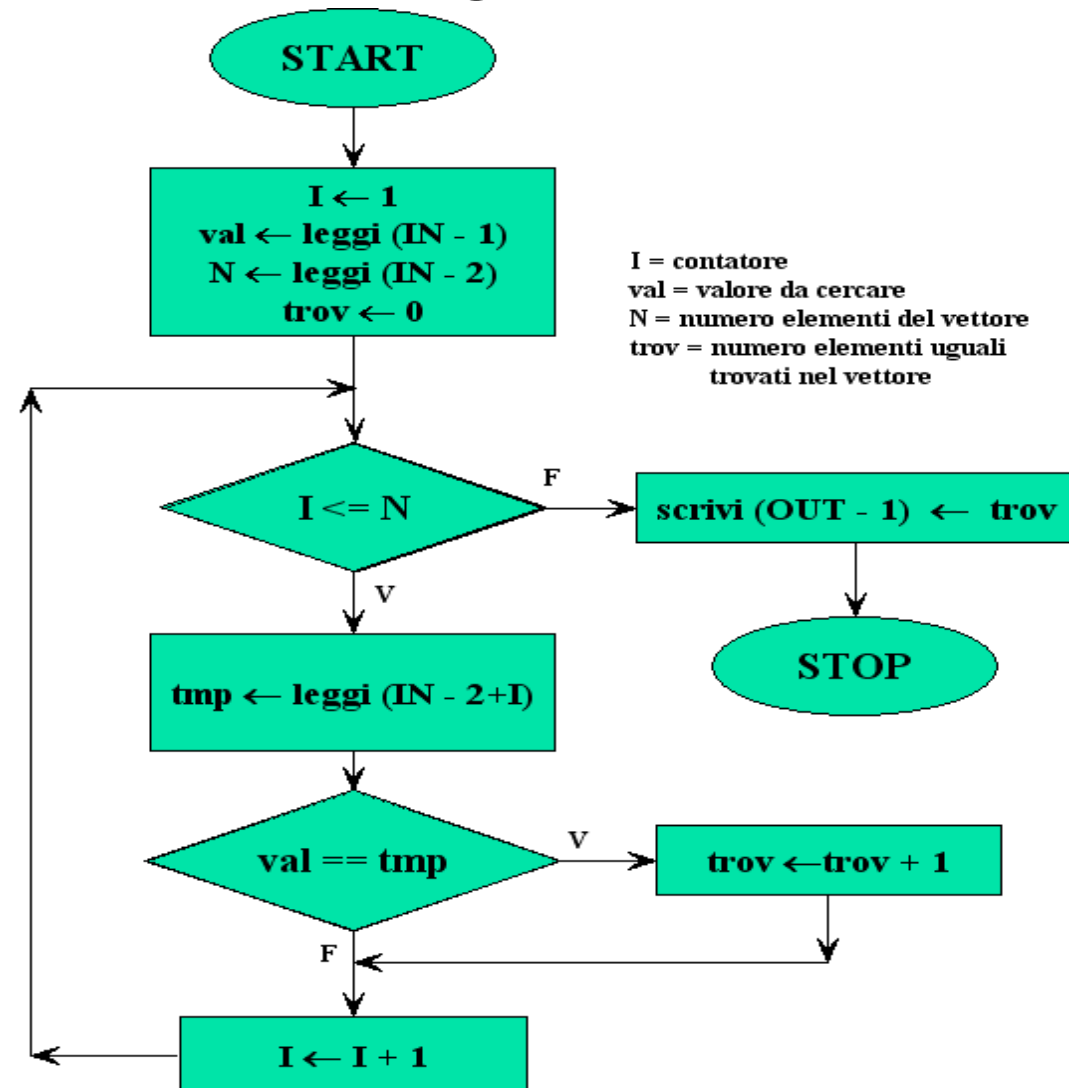 START
I ← 1
val ← leggi (IN - 1)
N ← leggi (IN - 2)
trov ← 0
I = contatore
val = valore da cercare
N = numero elementi del vettore
trov = numero elementi uguali
trovati nel vettore
I <= N
F
scrivi (OUT - 1) ← trov
V
STOP
tmp ← leggi (IN - 2+I)
val == tmp
V
trov ←trov + 1
F
I ← I + 1